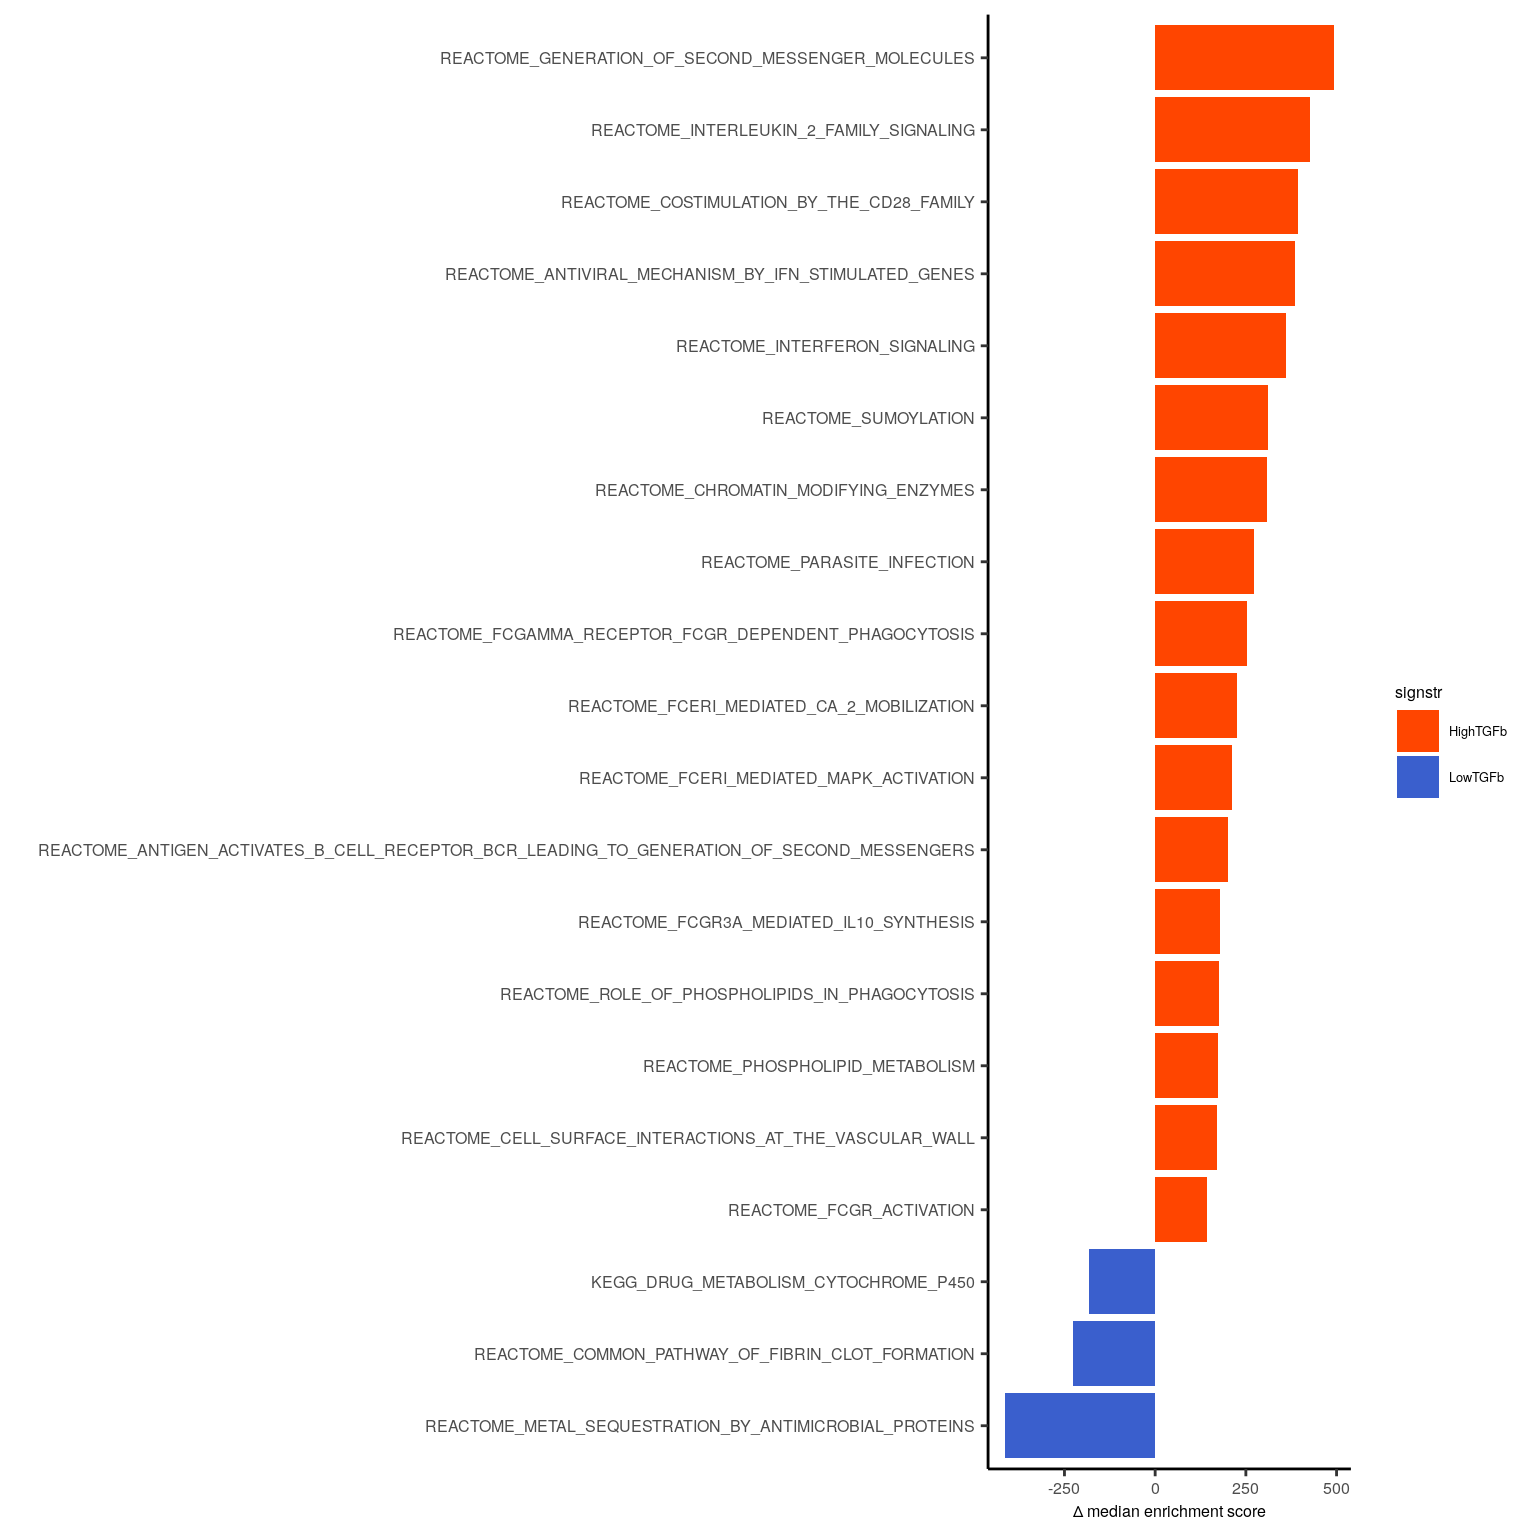 REACTOME_GENERATION_OF_SECOND_MESSENGER_MOLECULES
REACTOME_INTERLEUKIN_2_FAMILY_SIGNALING
REACTOME_COSTIMULATION_BY_THE_CD28_FAMILY
REACTOME_ANTIVIRAL_MECHANISM_BY_IFN_STIMULATED_GENES
REACTOME_INTERFERON_SIGNALING
REACTOME_SUMOYLATION
REACTOME_CHROMATIN_MODIFYING_ENZYMES
REACTOME_PARASITE_INFECTION
REACTOME_FCGAMMA_RECEPTOR_FCGR_DEPENDENT_PHAGOCYTOSIS
REACTOME_FCERI_MEDIATED_CA_2_MOBILIZATION
REACTOME_FCERI_MEDIATED_MAPK_ACTIVATION
REACTOME_ANTIGEN_ACTIVATES_B_CELL_RECEPTOR_BCR_LEADING_TO_GENERATION_OF_SECOND_MESSENGERS
REACTOME_FCGR3A_MEDIATED_IL10_SYNTHESIS
REACTOME_ROLE_OF_PHOSPHOLIPIDS_IN_PHAGOCYTOSIS
REACTOME_PHOSPHOLIPID_METABOLISM
REACTOME_CELL_SURFACE_INTERACTIONS_AT_THE_VASCULAR_WALL
REACTOME_FCGR_ACTIVATION
KEGG_DRUG_METABOLISM_CYTOCHROME_P450
REACTOME_COMMON_PATHWAY_OF_FIBRIN_CLOT_FORMATION
REACTOME_METAL_SEQUESTRATION_BY_ANTIMICROBIAL_PROTEINS
-250 0 250 500
Δ median enrichment score
signstr
HighTGFb
LowTGFb